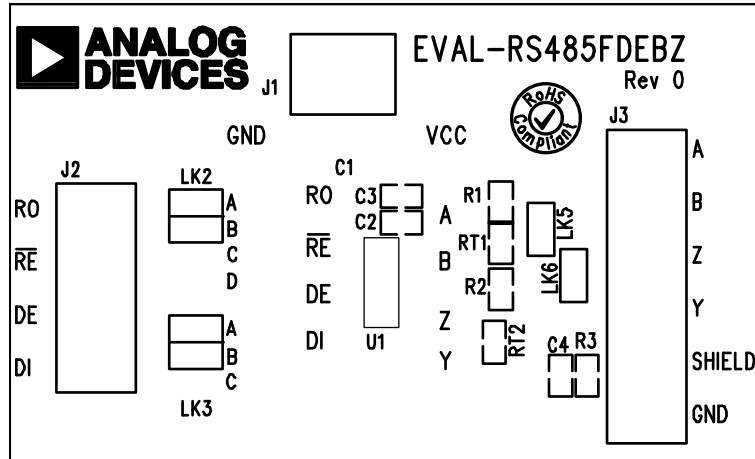 ANALOG
DEVICES
J1
EVAL-RS485FDEBZ
Rev 0
RoHS
Compliant
GND
VCC
J3
J2
RO
RE
DE
DI
LK2
A
B
C
D
A
B
C
LK3
C1
RO
RE
DE
DI
C3
C2
U1
A
B
Z
Y
R1
RT1
R2
RT2
LK5
LK6
C4
R3
A
B
Z
Y
SHIELD
GND